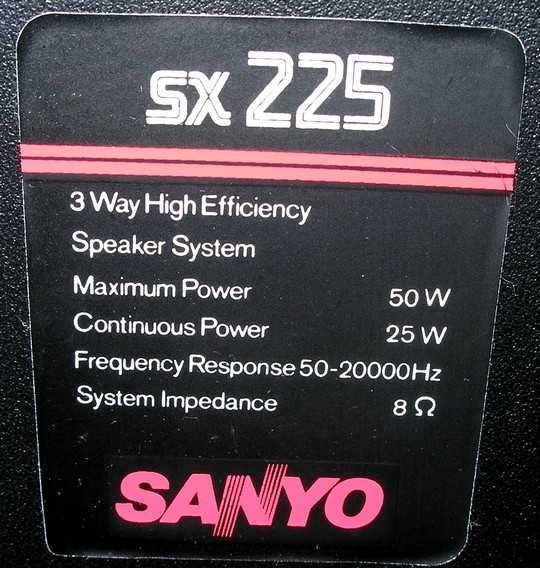 SX 225
3 Way High Efficiency
Speaker System
Maximum Power 50 W
Continuous Power 25 W
Frequency Response 50-20000Hz
System Impedance 8 Ω
SANYO